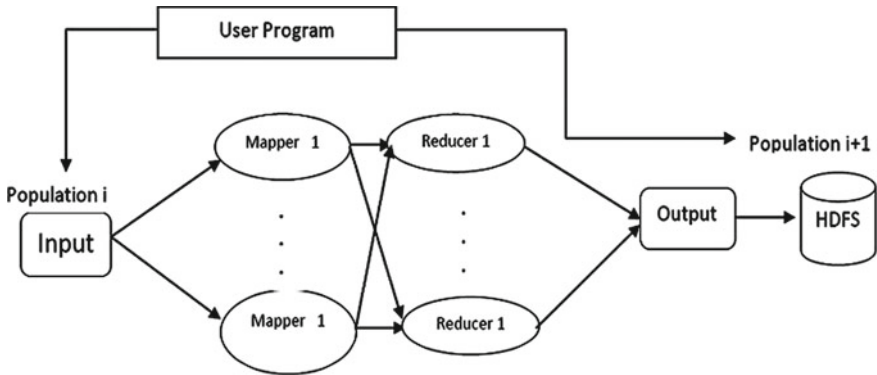 User Program
Mapper 1
Reducer 1
Population i+1
Population i
Input
Output
HDFS
Mapper 1
Reducer 1